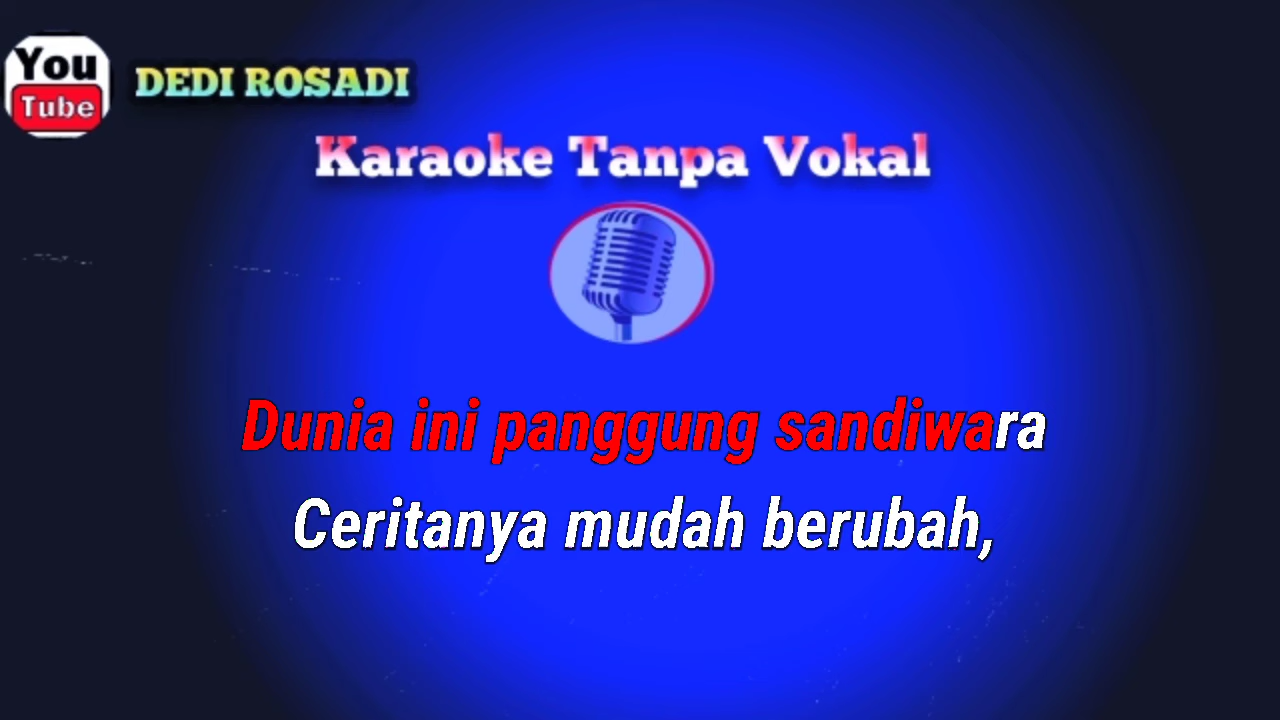 You
Tube
DEDI ROSADI
Karaoke Tanpa Vokal
Dunia ini panggung sandiwara
Ceritanya mudah berubah,